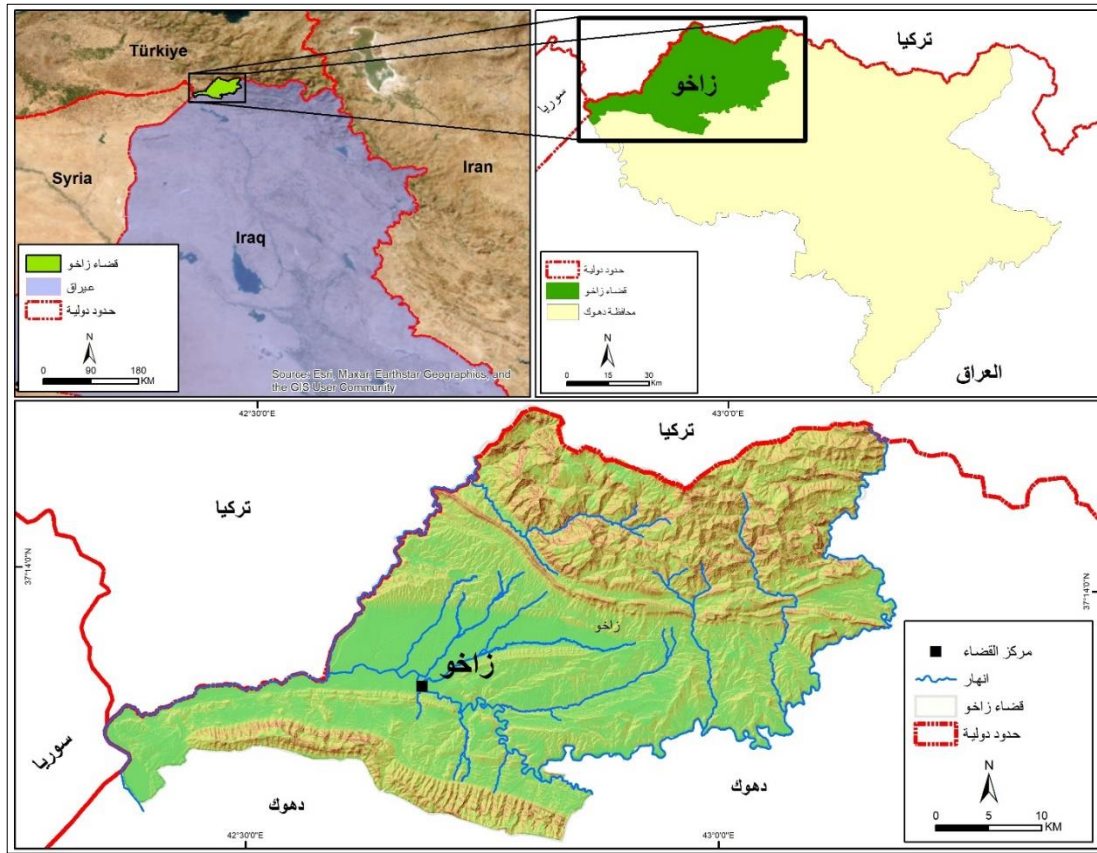 Türkiye
Syria
Iraq
Iran
قضاء زاخو
عيراق
حدود دولية
N
0 90 180
KM
Source: Esri, Maxar, Earthstar Geographics, and
the GIS User Community
تركيا
سوريا
زاخو
حدود دولية
قضاء زاخو
محافظة دهوك
N
0 15 30
Km
العراق
42°30'0"E
43°0'0"E
تركيا
تركيا
37°14'0"N
37°14'0"N
زاخو
زاخو
سوريا
دهوك
دهوك
مركز القضاء
انهار
قضاء زاخو
حدود دولية
N
0 5 10
KM
42°30'0"E
43°0'0"E